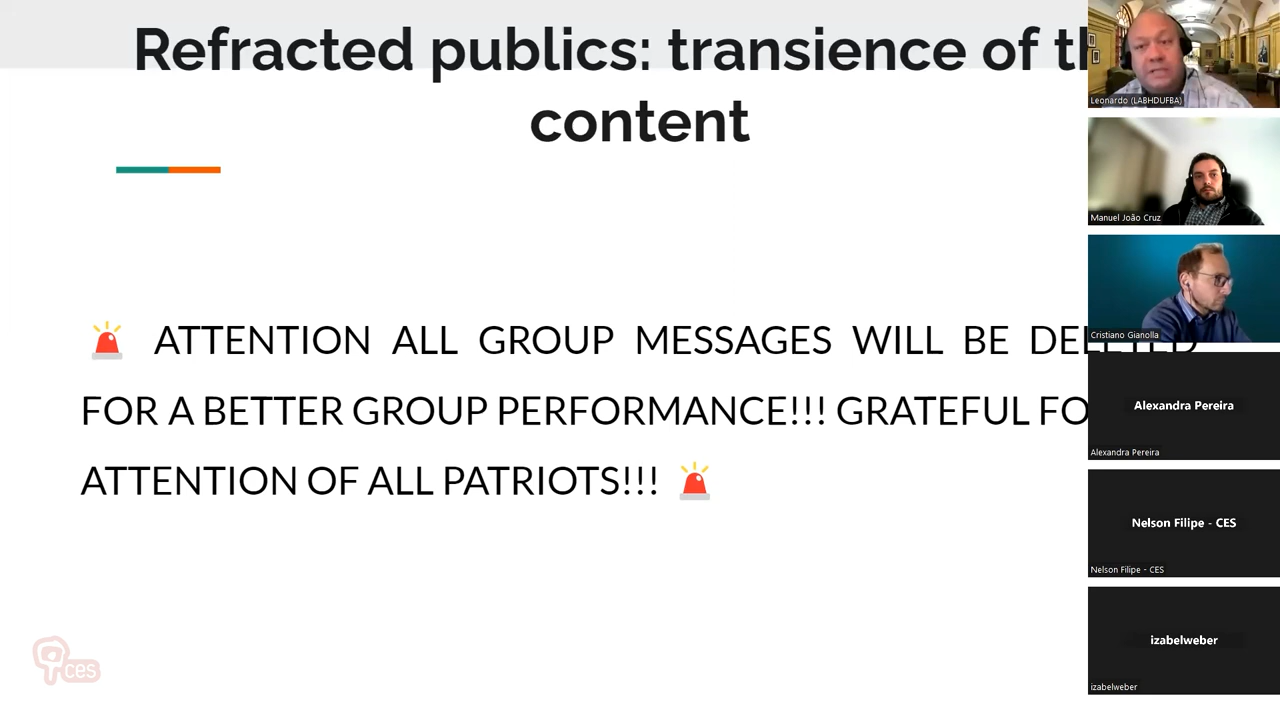 Refracted publics: transience of
content
ATTENTION ALL GROUP MESSAGES WILL BE DELETED
FOR A BETTER GROUP PERFORMANCE!!! GRATEFUL
ATTENTION OF ALL PATRIOTS!!!
ces
Leonardo (LABHDUFBA)
Manuel João Cruz
Cristiano Gianolla
Alexandra Pereira
Alexandra Pereira
Nelson Filipe - CES
Nelson Filipe - CES
izabelweber
izabelweber